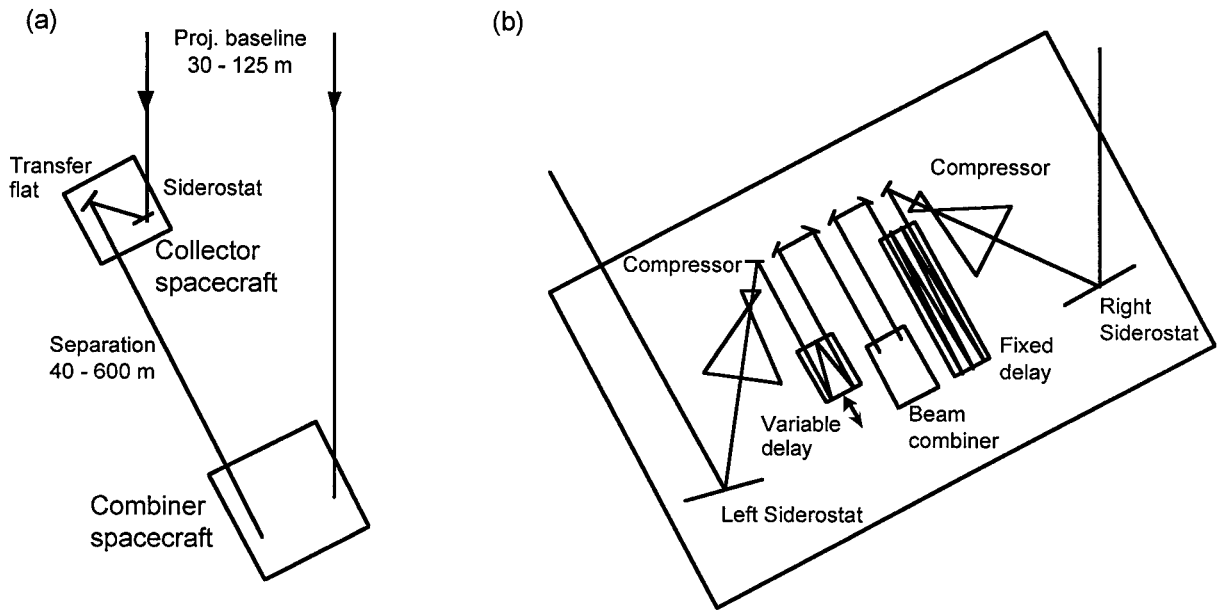 (a)
Proj. baseline
30 - 125 m
Transfer
flat
Siderostat
Collector
spacecraft
Separation
40 - 600 m
Combiner
spacecraft
(b)
Compressor
Compressor
Right
Siderostat
Fixed
delay
Beam
combiner
Variable
delay
Left Siderostat